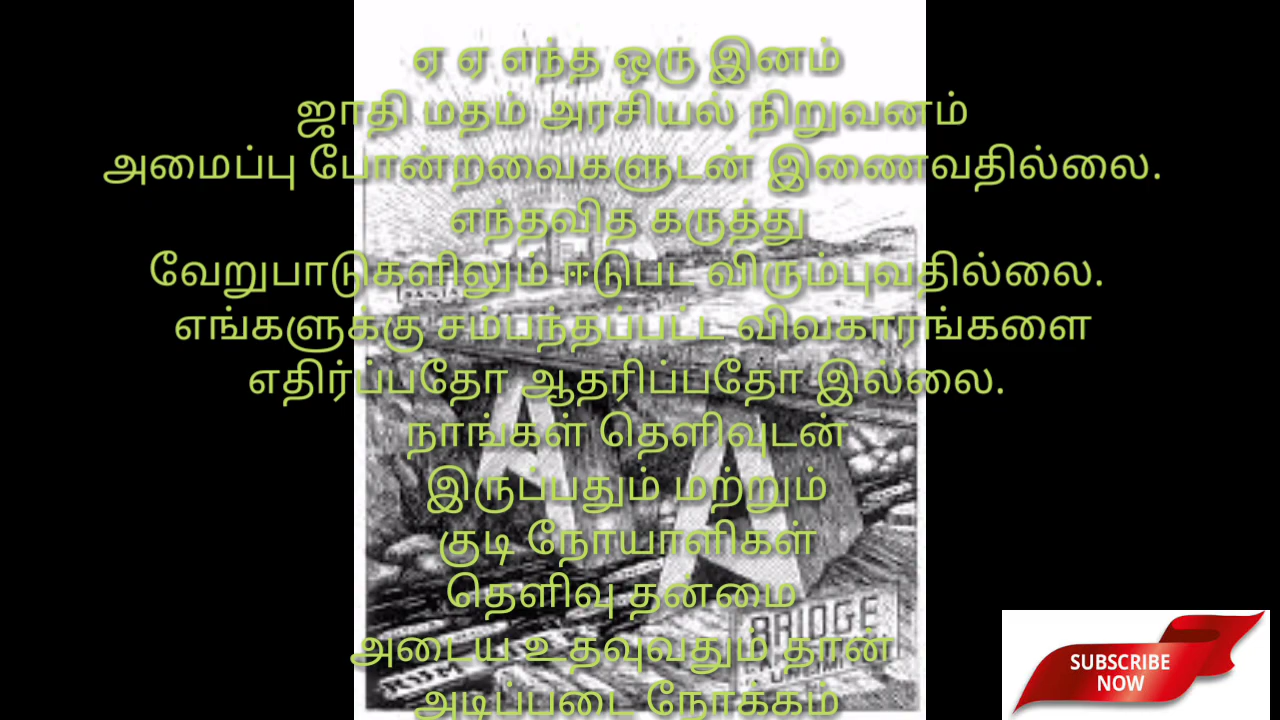 ஏ ஏ எந்த ஒரு இனம்
ஜாதி மதம் அரசியல் நிறுவனம்
அமைப்பு போன்றவைகளுடன் இணைவதில்லை.
எந்தவித கருத்து
வேறுபாடுகளிலும் ஈடுபட விரும்புவதில்லை.
எங்களுக்கு சம்பந்தப்பட்ட விவகாரங்களை
எதிர்ப்பதோ ஆதரிப்பதோ இல்லை.
நாங்கள் தெளிவுடன்
இருப்பதும் மற்றும்
குடி நோயாளிகள்
தெளிவு தன்மை
அடைய உதவுவதும் தான்
அடிப்படை நோக்கம்
A A
BRIDGE
SUBSCRIBE
NOW